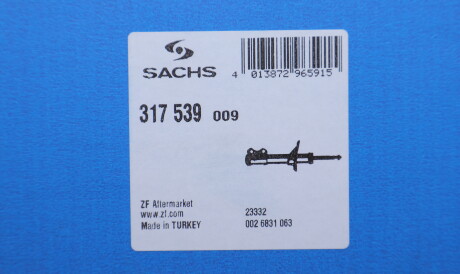 SACHS
4 013872 965915
317 539 009
ZF Aftermarket
www.zf.com
Made in TURKEY
23332
002 6831 063